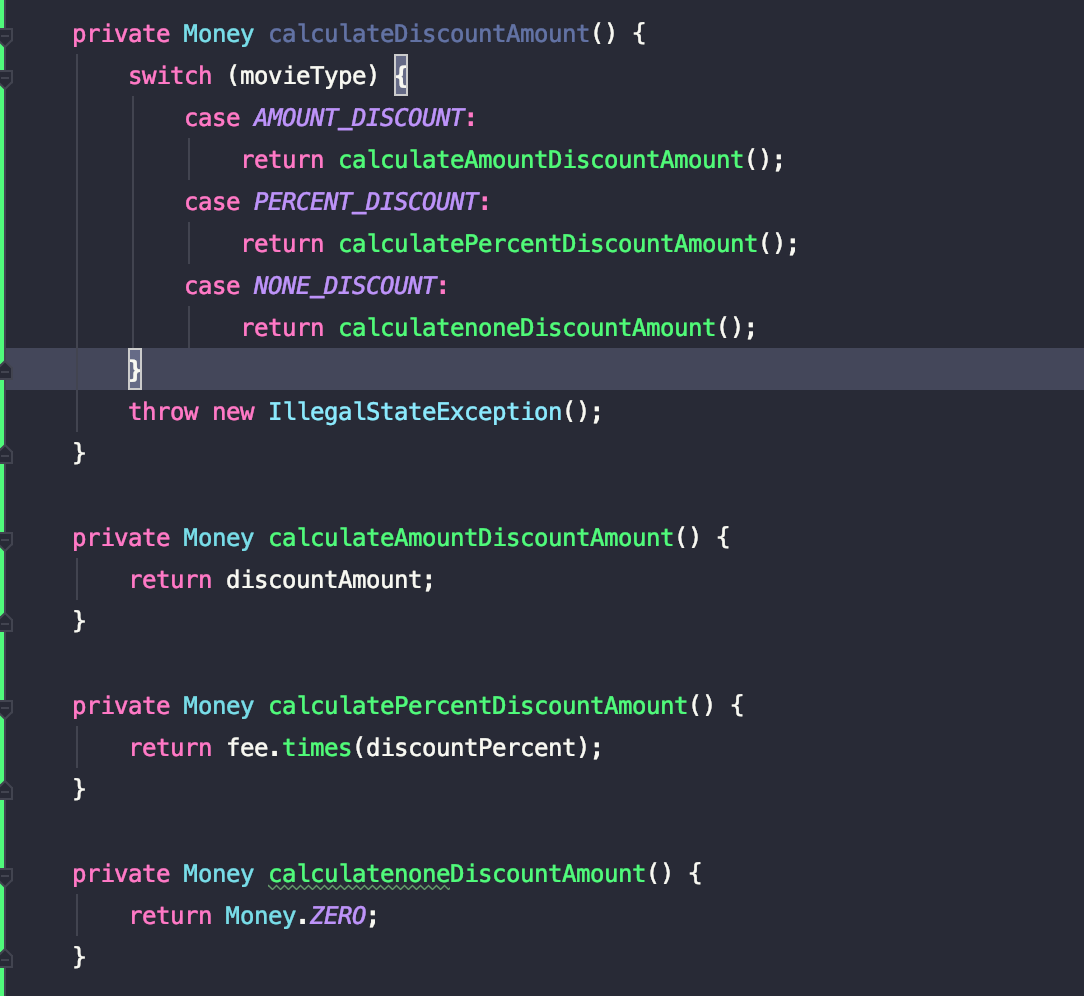 private Money calculateDiscountAmount() {
    switch (movieType) {
        case AMOUNT_DISCOUNT:
            return calculateAmountDiscountAmount();
        case PERCENT_DISCOUNT:
            return calculatePercentDiscountAmount();
        case NONE_DISCOUNT:
            return calculatenoneDiscountAmount();
    }
    throw new IllegalStateException();
}

private Money calculateAmountDiscountAmount() {
    return discountAmount;
}

private Money calculatePercentDiscountAmount() {
    return fee.times(discountPercent);
}

private Money calculatenoneDiscountAmount() {
    return Money.ZERO;
}